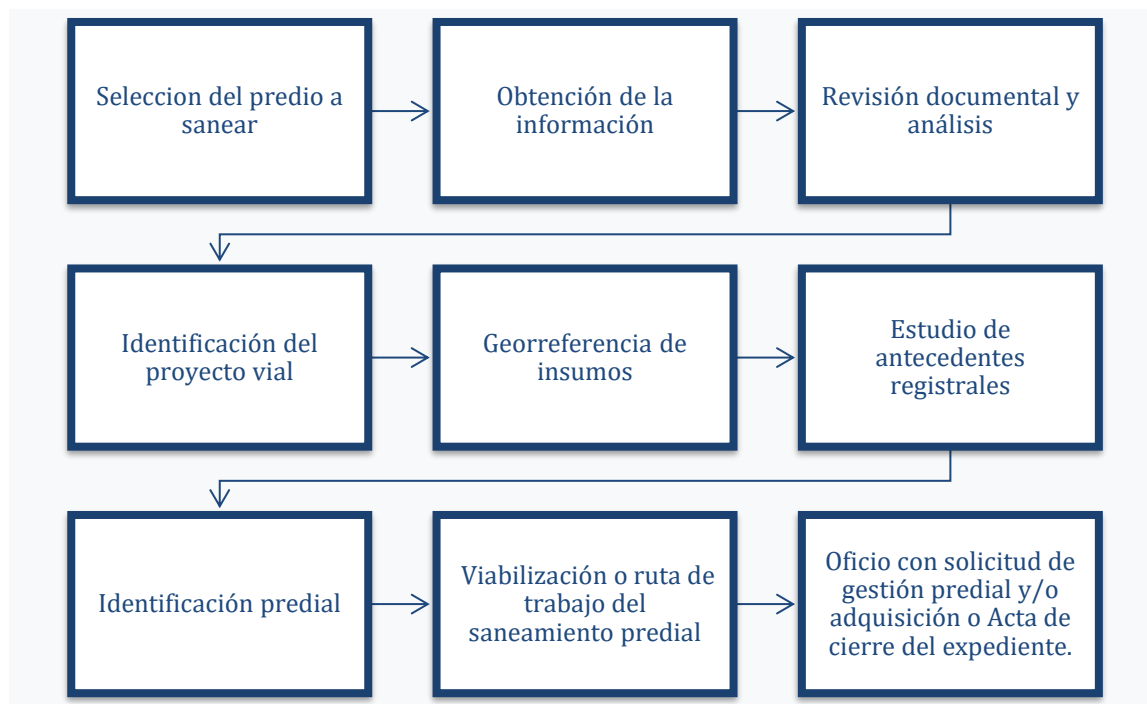 Seleccion del predio a
sanear
Obtención de la
información
Revisión documental y
análisis
Identificación del
proyecto vial
Georreferencia de
insumos
Estudio de
antecedentes
registrales
Identificación predial
Viabilización o ruta de
trabajo del
saneamiento predial
Oficio con solicitud de
gestión predial y/o
adquisición o Acta de
cierre del expediente.